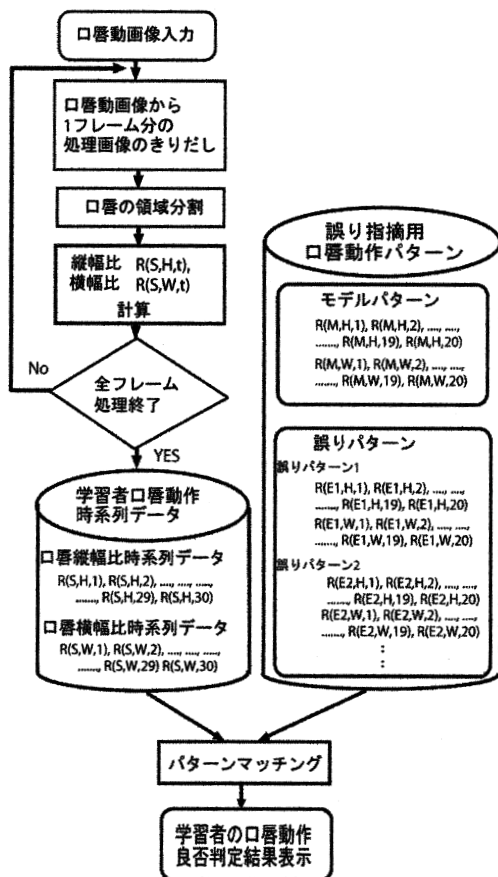 口唇動画像入力
口唇動画像から
1フレーム分の
処理画像のきりだし
口唇の領域分割
縦幅比 R(S,H,t),
横幅比 R(S,W,t)
計算
No
全フレーム
処理終了
YES
学習者口唇動作
時系列データ
口唇縦幅比時系列データ
R(S,H,1), R(S,H,2), ...., ...., ....,
......., R(S,H,29), R(S,H,30)
口唇横幅比時系列データ
R(S,W,1), R(S,W,2), ...., ...., ....,
......., R(S,W,29) R(S,W,30)
誤り指摘用
口唇動作パターン
モデルパターン
R(M,H,1), R(M,H,2), ...., ....,
......., R(M,H,19), R(M,H,20)
R(M,W,1), R(M,W,2), ...., ....,
......., R(M,W,19), R(M,W,20)
誤りパターン
誤りパターン1
R(E1,H,1), R(E1,H,2), ...., ....,
......., R(E1,H,19), R(E1,H,20)
R(E1,W,1), R(E1,W,2), ...., ....,
......., R(E1,W,19), R(E1,W,20)
誤りパターン2
R(E2,H,1), R(E2,H,2), ...., ....,
......., R(E2,H,19), R(E2,H,20)
R(E2,W,1), R(E2,W,2), ...., ....,
......., R(E2,W,19), R(E2,W,20)
⋮
パターンマッチング
学習者の口唇動作
良否判定結果表示